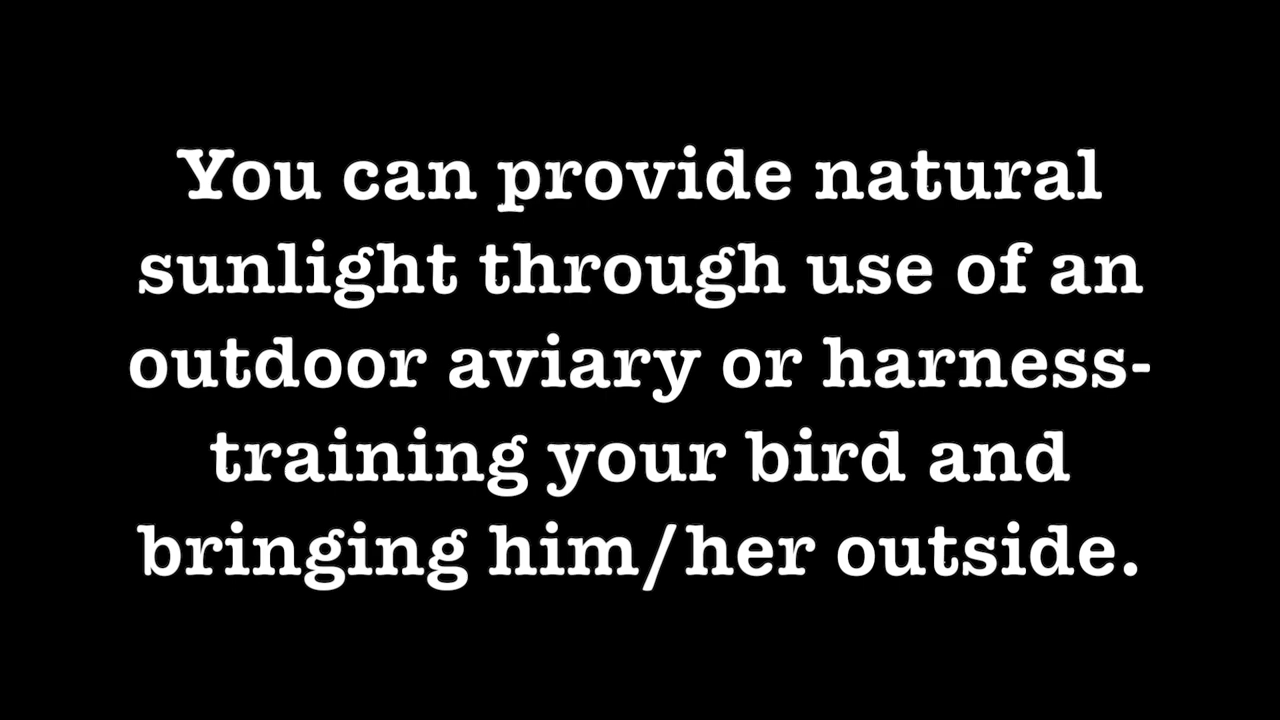 You can provide natural
sunlight through use of an
outdoor aviary or harness-
training your bird and
bringing him/her outside.